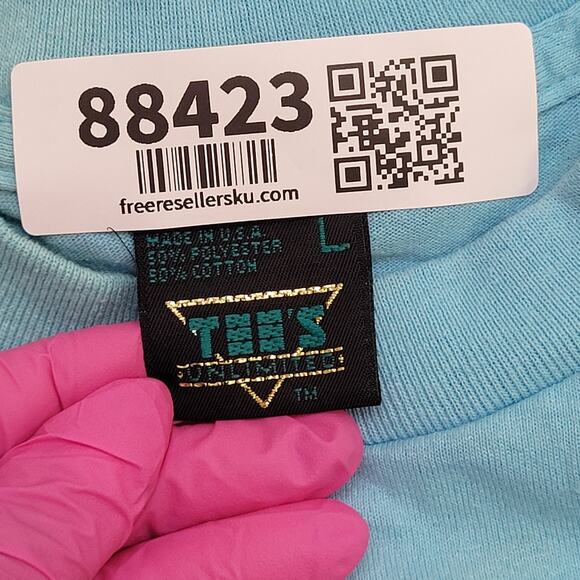 88423
freeresellersku.com
MADE IN U.S.A.
50% POLYESTER
50% COTTON
L
TEE'S
UNLIMITED
TM